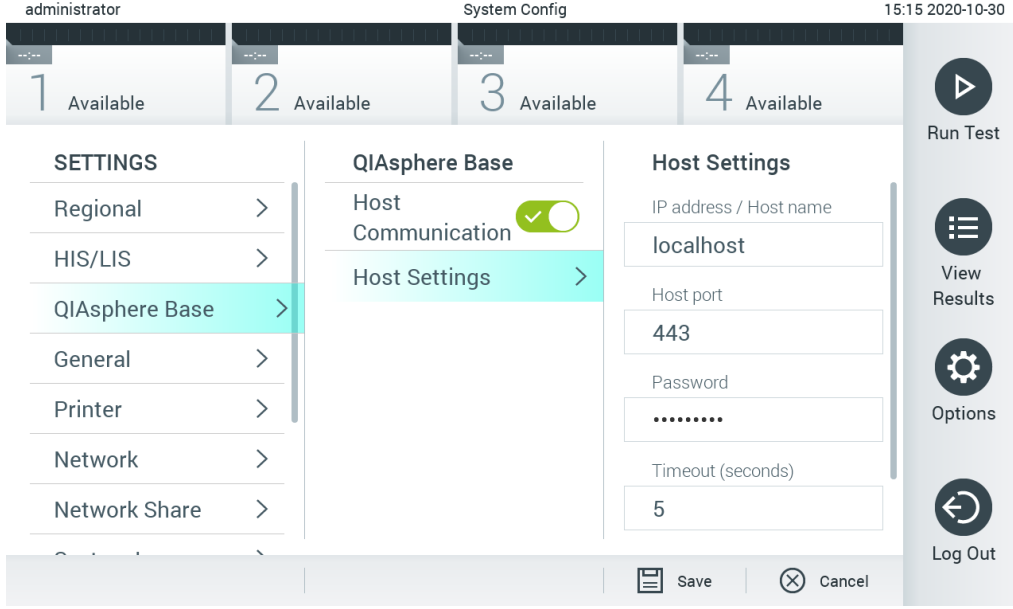 administrator
System Config
15:15 2020-10-30
--:--
--:--
--:--
--:--
1 Available
2 Available
3 Available
4 Available
Run Test
View
Results
Options
Log Out
SETTINGS
Regional
HIS/LIS
QIAsphere Base
General
Printer
Network
Network Share
QIAsphere Base
Host
Communication
Host Settings
Host Settings
IP address / Host name
localhost
Host port
443
Password
•••••••••
Timeout (seconds)
5
Save
Cancel